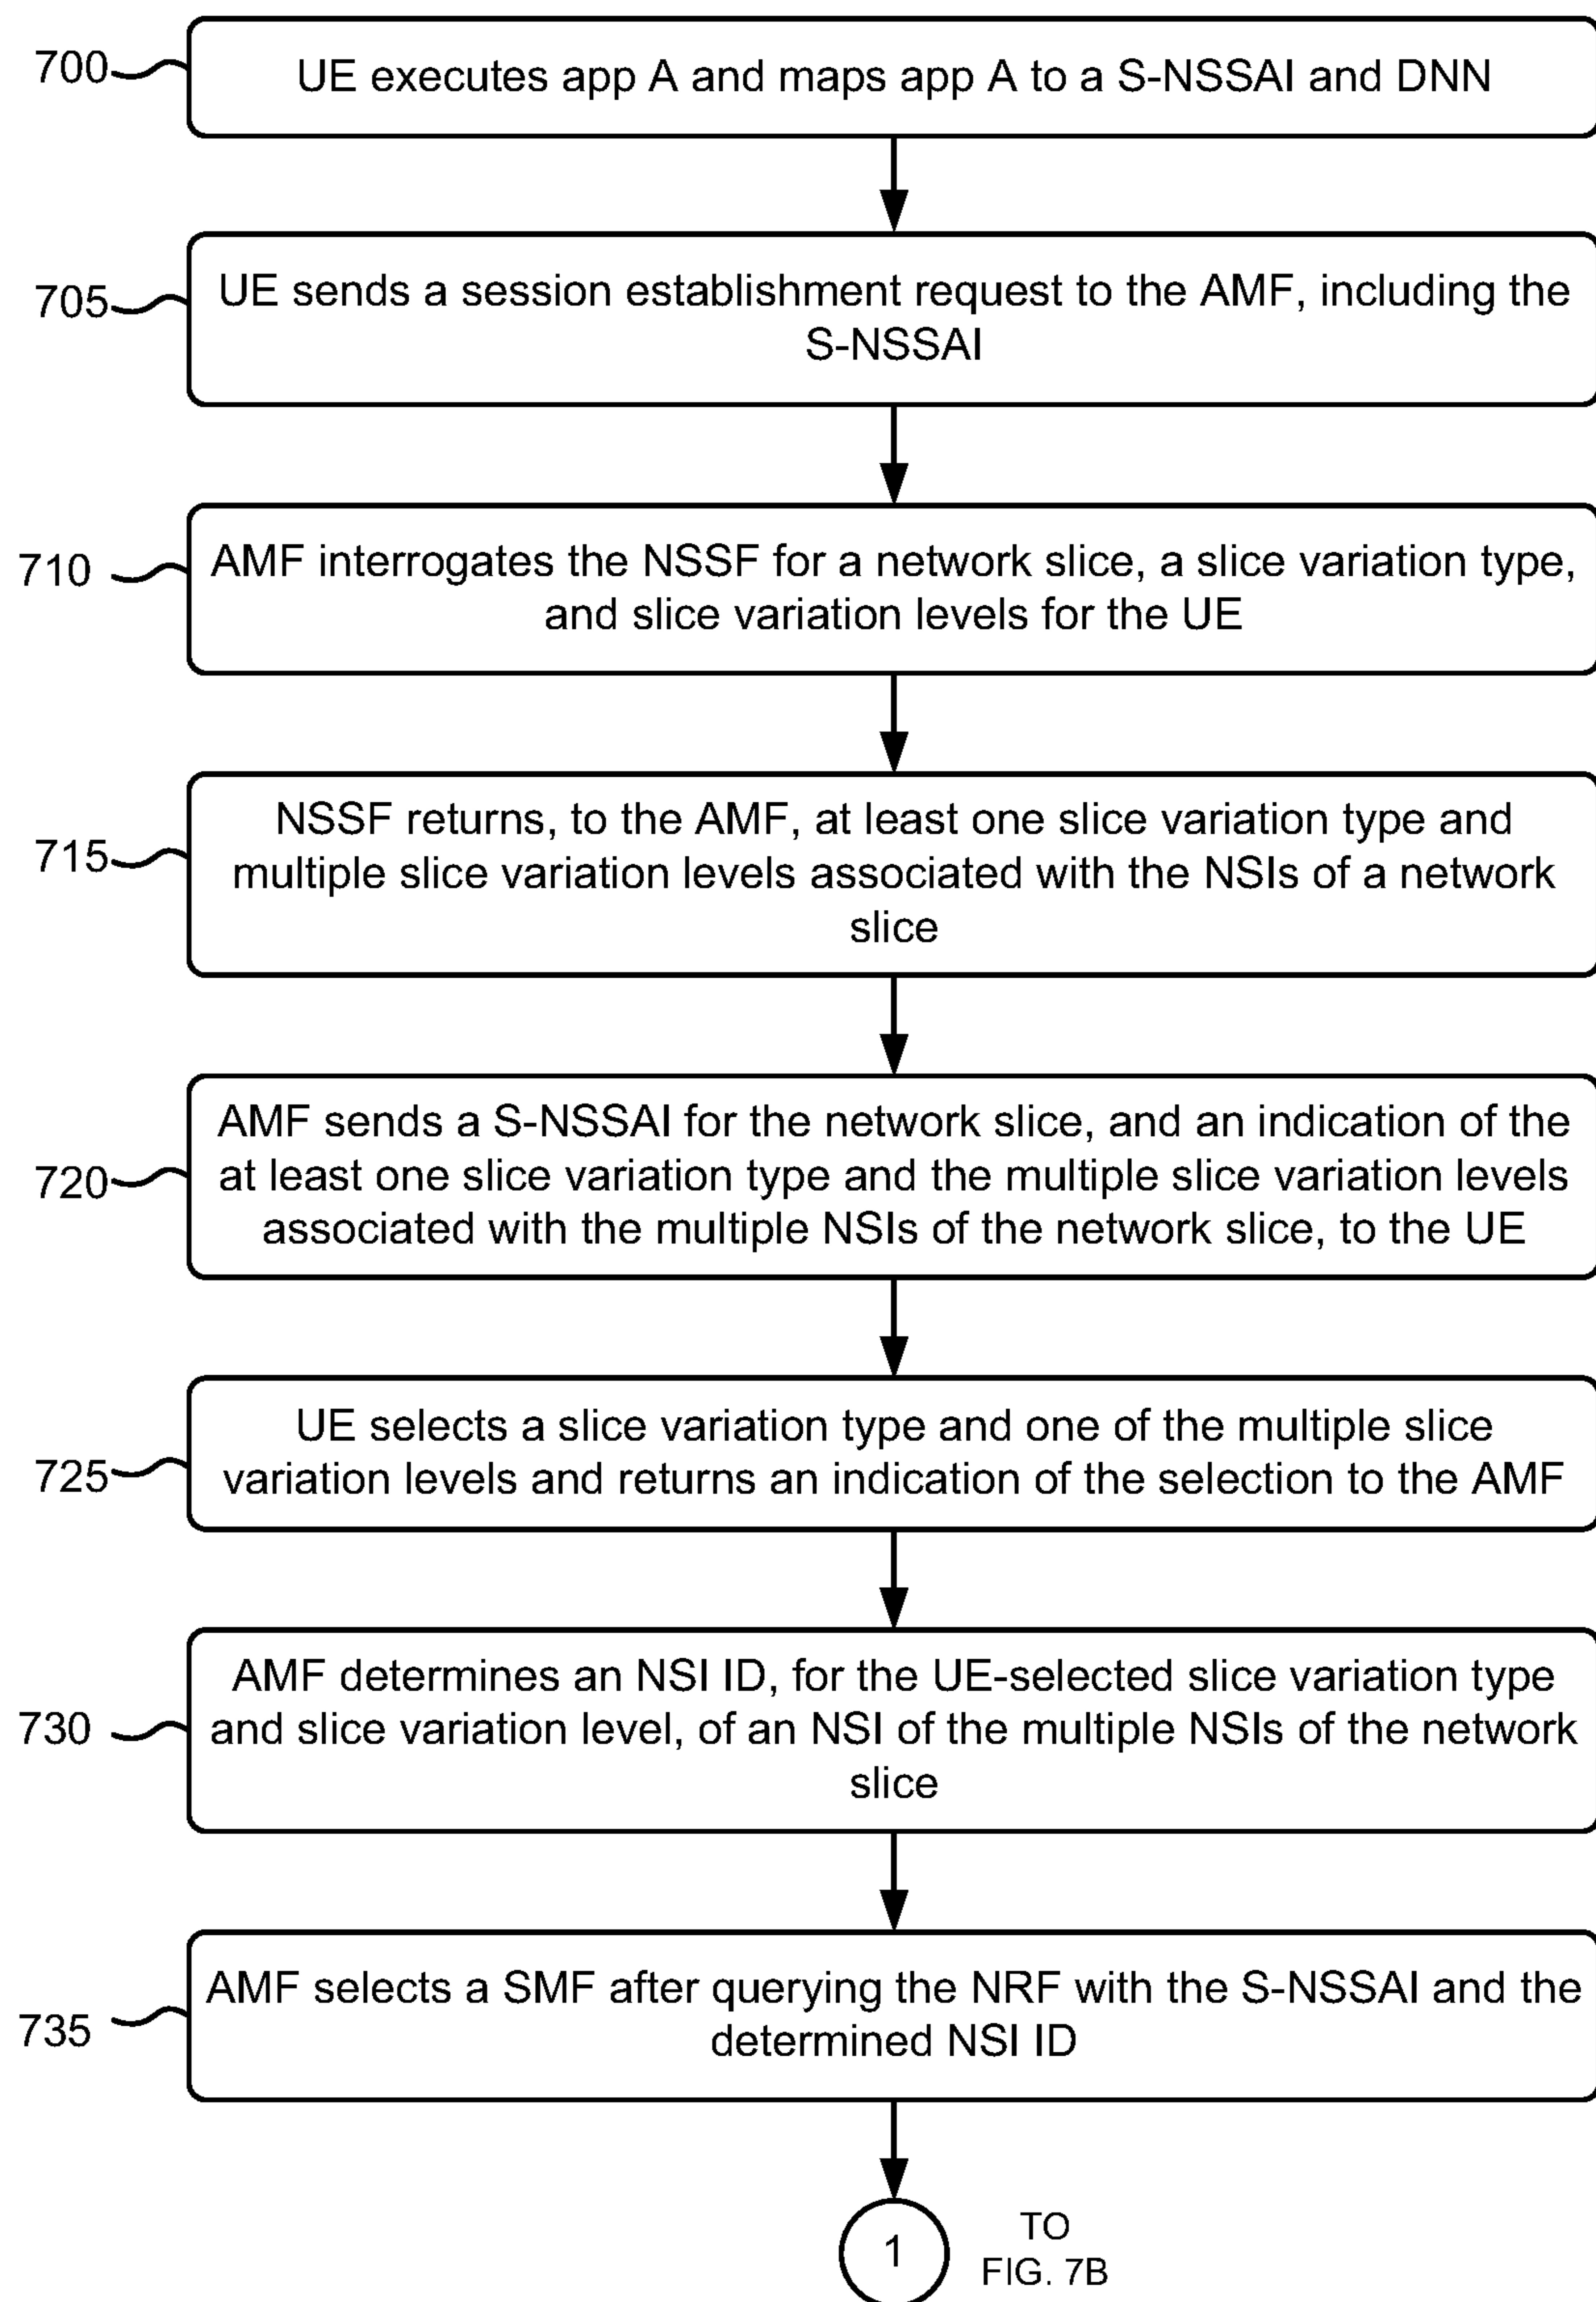 700
UE executes app A and maps app A to a S-NSSAI and DNN
705
UE sends a session establishment request to the AMF, including the
S-NSSAI
710
AMF interrogates the NSSF for a network slice, a slice variation type,
and slice variation levels for the UE
715
NSSF returns, to the AMF, at least one slice variation type and
multiple slice variation levels associated with the NSIs of a network
slice
720
AMF sends a S-NSSAI for the network slice, and an indication of the
at least one slice variation type and the multiple slice variation levels
associated with the multiple NSIs of the network slice, to the UE
725
UE selects a slice variation type and one of the multiple slice
variation levels and returns an indication of the selection to the AMF
730
AMF determines an NSI ID, for the UE-selected slice variation type
and slice variation level, of an NSI of the multiple NSIs of the network
slice
735
AMF selects a SMF after querying the NRF with the S-NSSAI and the
determined NSI ID
1
TO
FIG. 7B